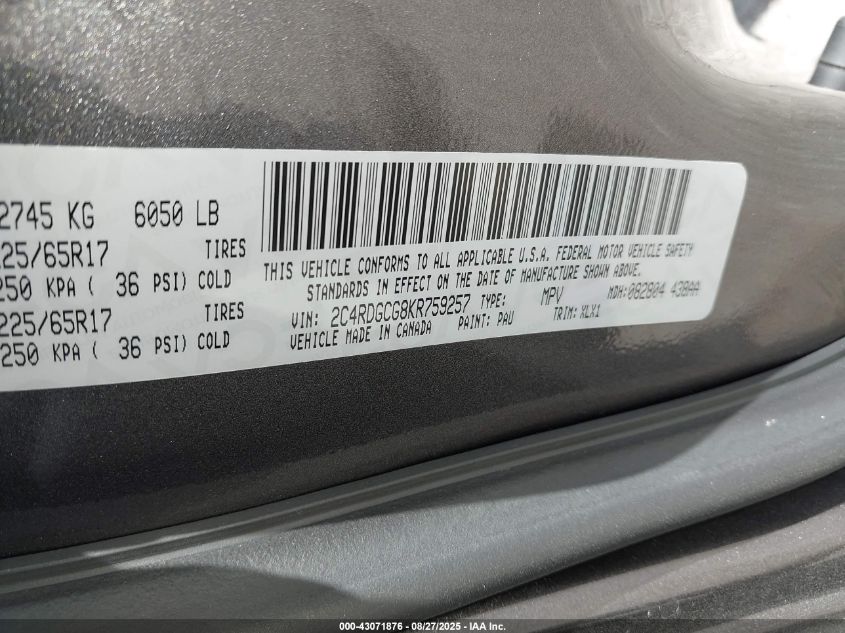 2745 KG 6050 LB
225/65R17 TIRES
250 KPA ( 36 PSI) COLD
225/65R17 TIRES
250 KPA ( 36 PSI) COLD
THIS VEHICLE CONFORMS TO ALL APPLICABLE U.S.A. FEDERAL MOTOR VEHICLE SAFETY
STANDARDS IN EFFECT ON THE DATE OF MANUFACTURE SHOWN ABOVE.
VIN: 2C4RDGCG8KR759257 TYPE: MPV MDH:082804 438AA
VEHICLE MADE IN CANADA PAINT: PAU TRIM: XLX1
000-43071876 - 08/27/2025 - IAA Inc.